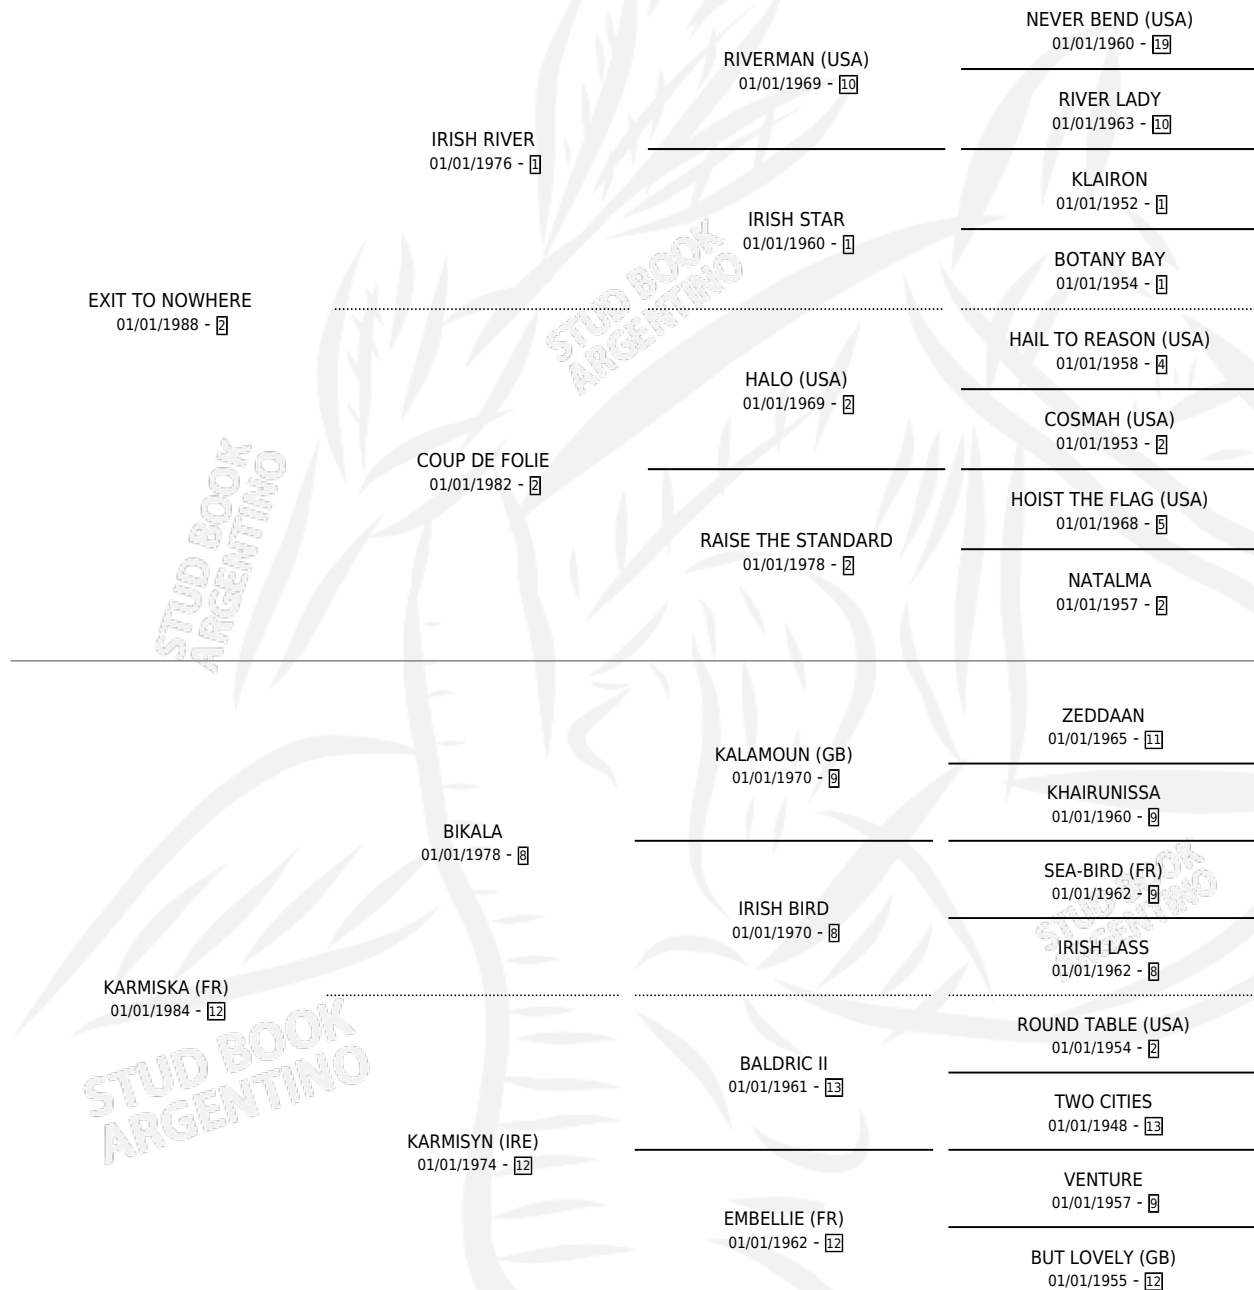 NEVER BEND (USA)
01/01/1960 - 19
RIVERMAN (USA)
01/01/1969 - 10
RIVER LADY
01/01/1963 - 10
IRISH RIVER
01/01/1976 - 1
KLAIRON
01/01/1952 - 1
IRISH STAR
01/01/1960 - 1
BOTANY BAY
01/01/1954 - 1
EXIT TO NOWHERE
01/01/1988 - 2
HAIL TO REASON (USA)
01/01/1958 - 4
HALO (USA)
01/01/1969 - 2
COSMAH (USA)
01/01/1953 - 2
COUP DE FOLIE
01/01/1982 - 2
HOIST THE FLAG (USA)
01/01/1968 - 5
RAISE THE STANDARD
01/01/1978 - 2
NATALMA
01/01/1957 - 2
ZEDDAAN
01/01/1965 - 11
KALAMOUN (GB)
01/01/1970 - 9
KHAIRUNISSA
01/01/1960 - 9
BIKALA
01/01/1978 - 8
SEA-BIRD (FR)
01/01/1962 - 9
IRISH BIRD
01/01/1970 - 8
IRISH LASS
01/01/1962 - 8
KARMISKA (FR)
01/01/1984 - 12
ROUND TABLE (USA)
01/01/1954 - 2
BALDRIC II
01/01/1961 - 13
TWO CITIES
01/01/1948 - 13
KARMISYN (IRE)
01/01/1974 - 12
VENTURE
01/01/1957 - 9
EMBELLIE (FR)
01/01/1962 - 12
BUT LOVELY (GB)
01/01/1955 - 12
STUD BOOK
ARGENTINO
STUD BOOK
ARGENTINO
STUD BOOK
ARGENTINO
STUD BOOK
ARGENTINO